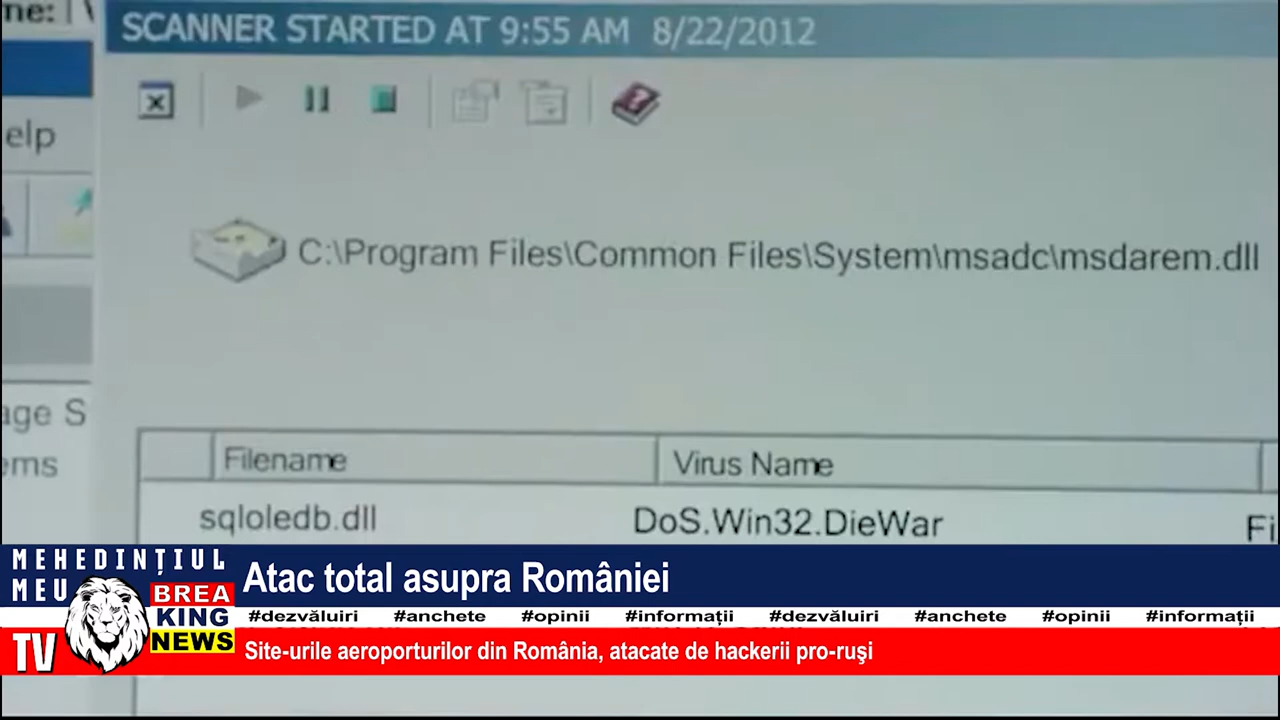 me:
SCANNER STARTED AT 9:55 AM 8/22/2012
elp
C:\Program Files\Common Files\System\msadc\msdarem.dll
age S
ems
Filename Virus Name
sqloledb.dll DoS.Win32.DieWar Fi
MEHEDINȚIUL
MEU
TV
BREA
KING
NEWS
Atac total asupra României
#dezvăluiri #anchete #opinii #informații #dezvăluiri #anchete #opinii #informații
Site-urile aeroporturilor din România, atacate de hackerii pro-ruşi